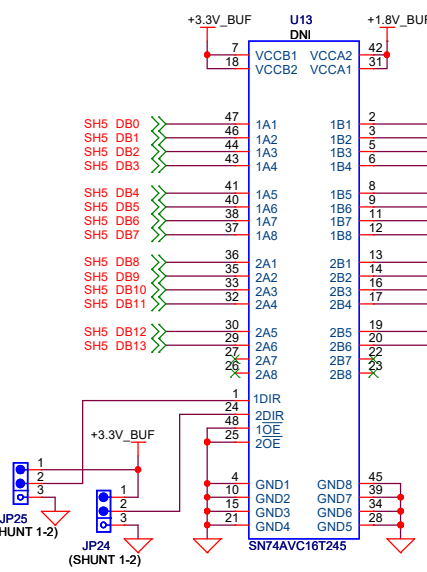 +3.3V_BUF U13 +1.8V_BUF
DNI
7 VCCB1 VCCA2 42
18 VCCB2 VCCA1 31
SH5 DB0 47 1A1 1B1 2
SH5 DB1 46 1A2 1B2 3
SH5 DB2 44 1A3 1B3 5
SH5 DB3 43 1A4 1B4 6
SH5 DB4 41 1A5 1B5 8
SH5 DB5 40 1A6 1B6 9
SH5 DB6 38 1A7 1B7 11
SH5 DB7 37 1A8 1B8 12
SH5 DB8 36 2A1 2B1 13
SH5 DB9 35 2A2 2B2 14
SH5 DB10 33 2A3 2B3 16
SH5 DB11 32 2A4 2B4 17
SH5 DB12 30 2A5 2B5 19
SH5 DB13 29 2A6 2B6 20
27 2A7 2B7 22
26 2A8 2B8 23
1 1DIR
24 2DIR
48 1OE
25 2OE
+3.3V_BUF
4 GND1 GND8 45
10 GND2 GND7 39
15 GND3 GND6 34
21 GND4 GND5 28
SN74AVC16T245
1
2
3
JP25
HUNT 1-2)
1
2
3
JP24
(SHUNT 1-2)